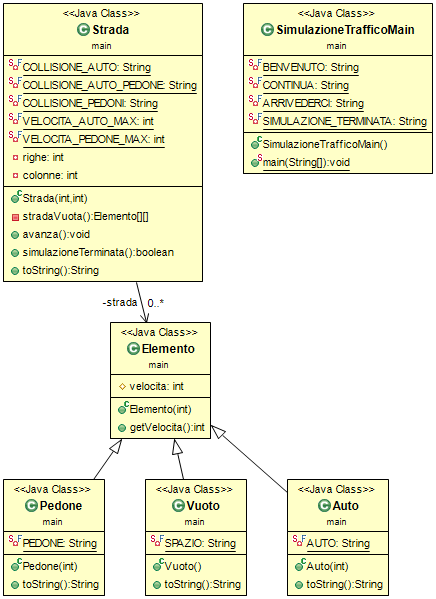 <<Java Class>>
Strada
main
COLLISIONE_AUTO: String
COLLISIONE_AUTO_PEDONE: String
COLLISIONE_PEDONI: String
VELOCITA_AUTO_MAX: int
VELOCITA_PEDONE_MAX: int
righe: int
colonne: int
Strada(int,int)
stradaVuota():Elemento[][]
avanza():void
simulazioneTerminata():boolean
toString():String
<<Java Class>>
SimulazioneTrafficoMain
main
BENVENUTO: String
CONTINUA: String
ARRIVEDERCI: String
SIMULAZIONE_TERMINATA: String
SimulazioneTrafficoMain()
main(String[]):void
-strada 0..*
<<Java Class>>
Elemento
main
velocita: int
Elemento(int)
getVelocita():int
<<Java Class>>
Pedone
main
PEDONE: String
Pedone(int)
toString():String
<<Java Class>>
Vuoto
main
SPAZIO: String
Vuoto()
toString():String
<<Java Class>>
Auto
main
AUTO: String
Auto(int)
toString():String